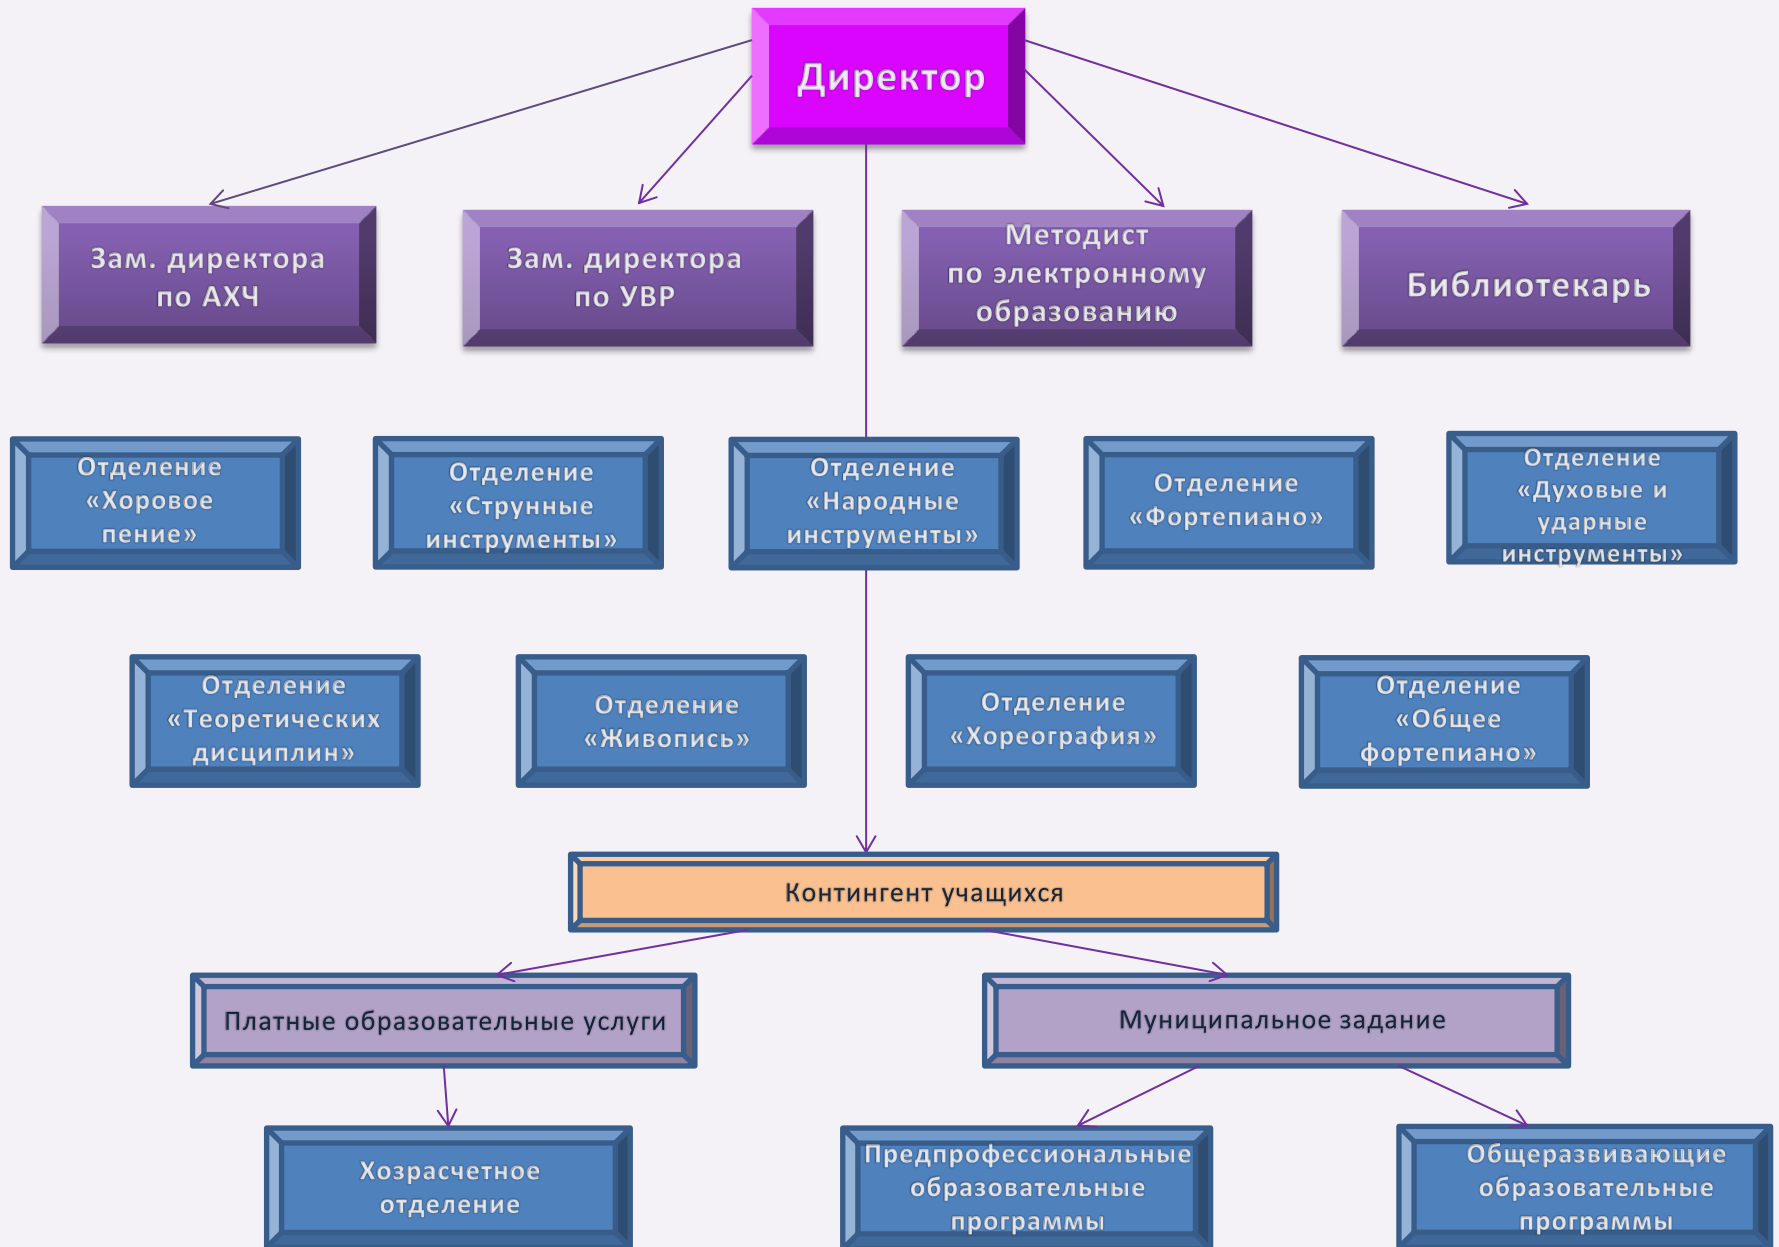 Директор
Зам. директора
по АХЧ
Зам. директора
по УВР
Методист
по электронному
образованию
Библиотекарь
Отделение
«Хоровое
пение»
Отделение
«Струнные
инструменты»
Отделение
«Народные
инструменты»
Отделение
«Фортепиано»
Отделение
«Духовые и
ударные
инструменты»
Отделение
«Теоретических
дисциплин»
Отделение
«Живопись»
Отделение
«Хореография»
Отделение
«Общее
фортепиано»
Контингент учащихся
Платные образовательные услуги
Муниципальное задание
Хозрасчетное
отделение
Предпрофессиональные
образовательные
программы
Общеразвивающие
образовательные
программы